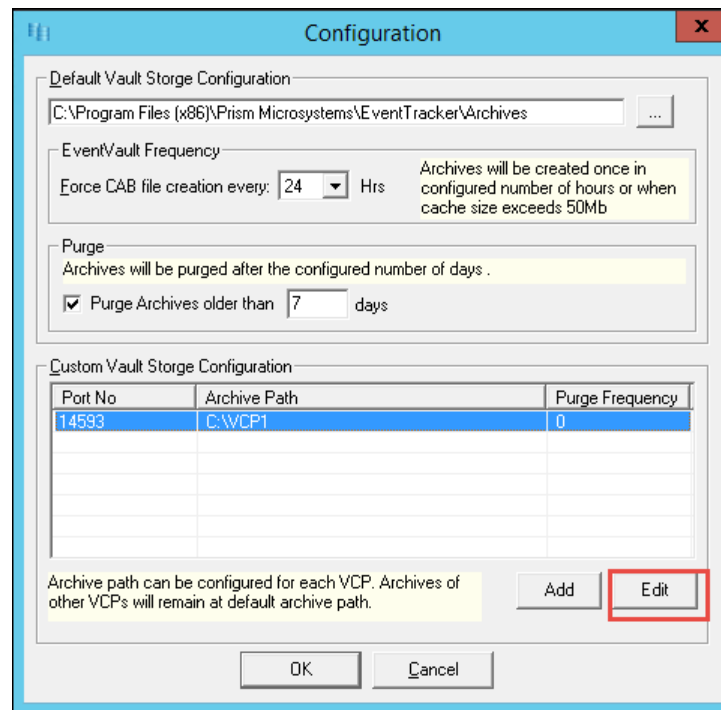 Configuration
x
Default Vault Storge Configuration
C:\Program Files (x86)\Prism Microsystems\EventTracker\Archives
...
EventVault Frequency
Force CAB file creation every: 24 Hrs
Archives will be created once in
configured number of hours or when
cache size exceeds 50Mb
Purge
Archives will be purged after the configured number of days .
Purge Archives older than 7 days
Custom Vault Storge Configuration
Port No Archive Path Purge Frequency
14593 C:\VCP1 0
Archive path can be configured for each VCP. Archives of
other VCPs will remain at default archive path.
Add Edit
OK Cancel